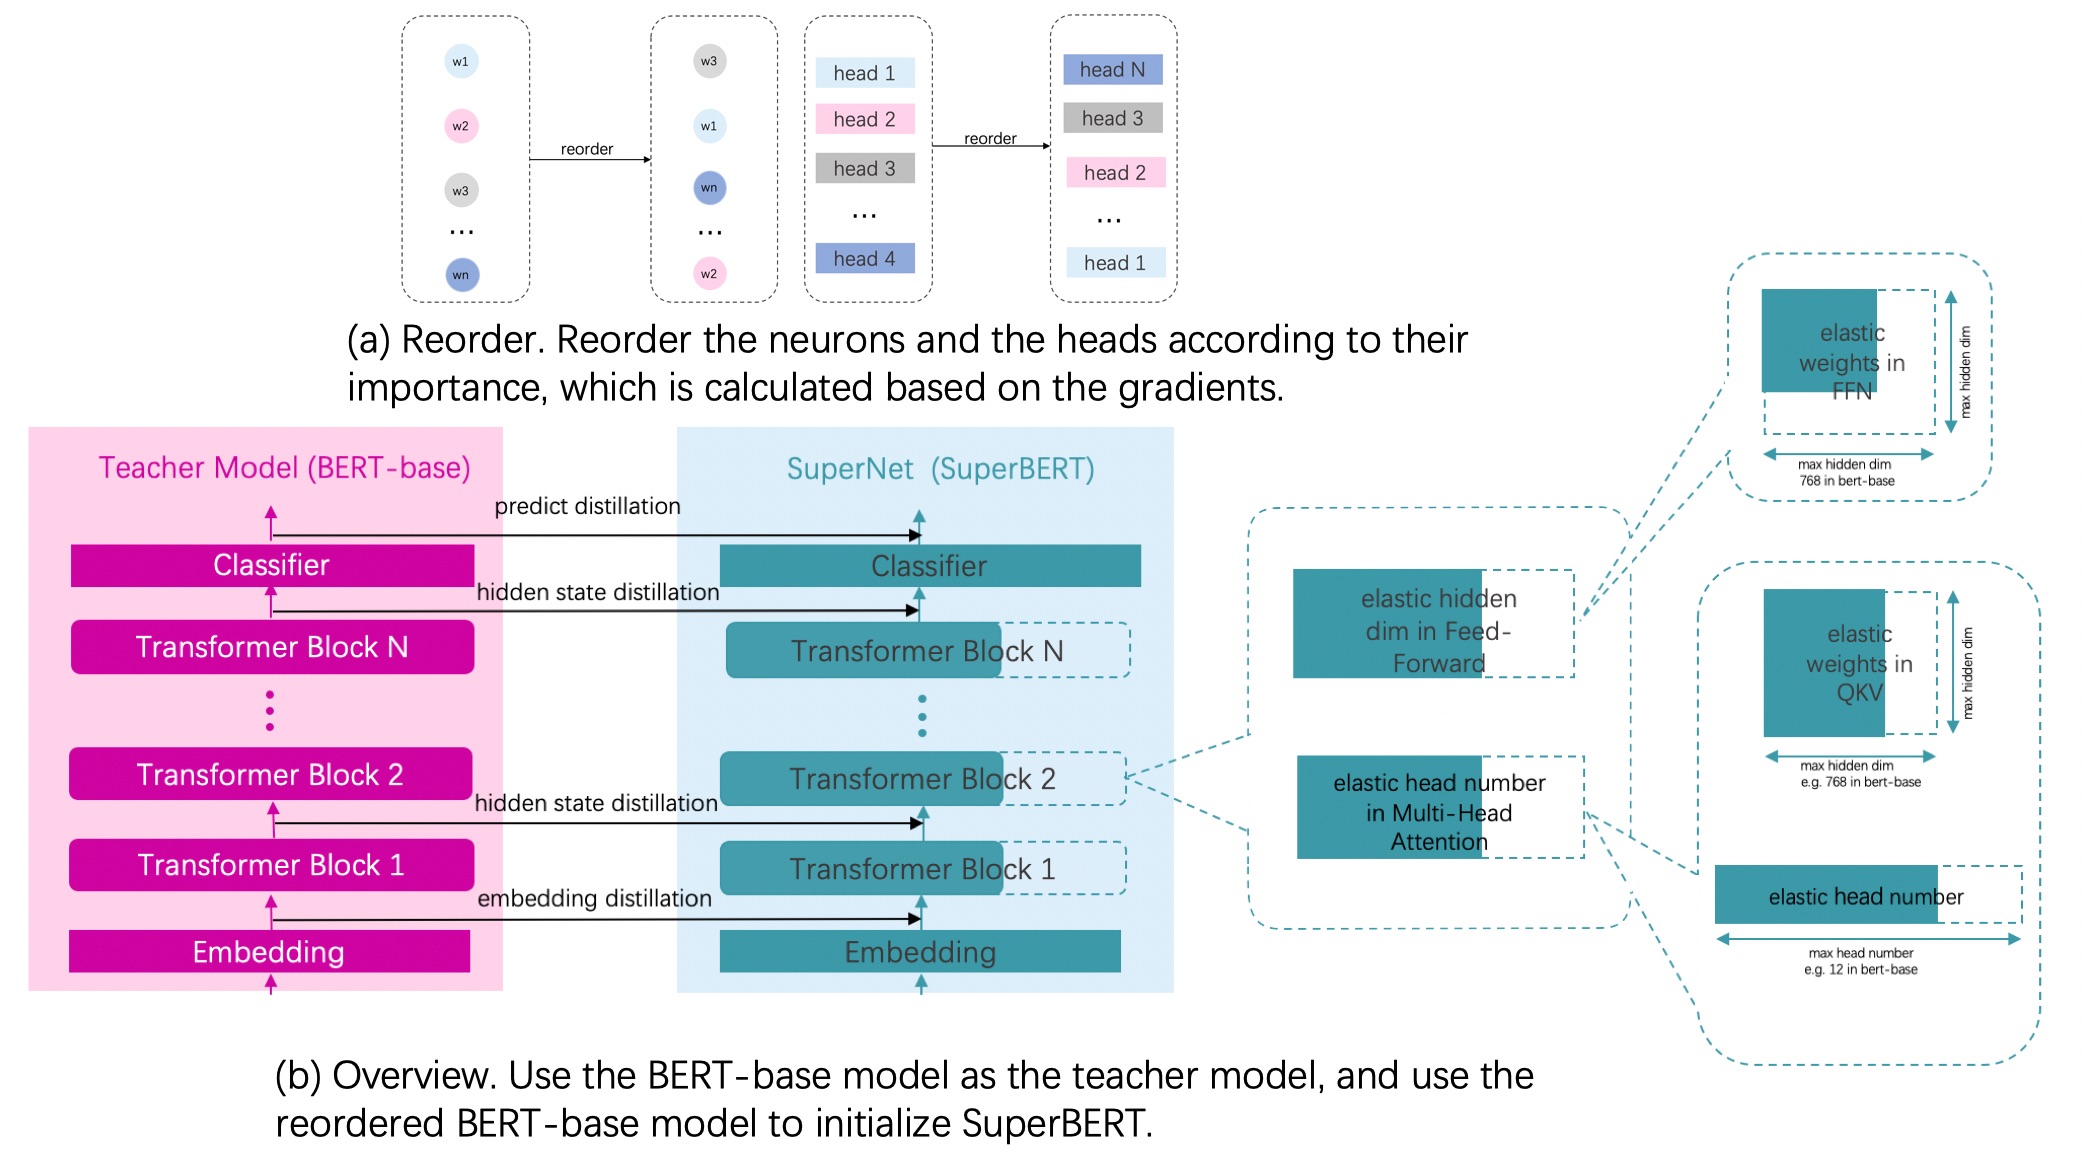 w1
w2
w3
...
wn
reorder
w3
w1
wn
...
w2
head 1
head 2
head 3
...
head 4
reorder
head N
head 3
head 2
...
head 1
(a) Reorder. Reorder the neurons and the heads according to their
importance, which is calculated based on the gradients.
Teacher Model (BERT-base)
Classifier
Transformer Block N
Transformer Block 2
Transformer Block 1
Embedding
predict distillation
hidden state distillation
hidden state distillation
embedding distillation
SuperNet (SuperBERT)
Classifier
Transformer Block N
Transformer Block 2
Transformer Block 1
Embedding
elastic hidden
dim in Feed-
Forward
elastic head number
in Multi-Head
Attention
elastic
weights in
FFN
max hidden dim
max hidden dim
768 in bert-base
elastic
weights in
QKV
max hidden dim
max hidden dim
e.g. 768 in bert-base
elastic head number
max head number
e.g. 12 in bert-base
(b) Overview. Use the BERT-base model as the teacher model, and use the
reordered BERT-base model to initialize SuperBERT.